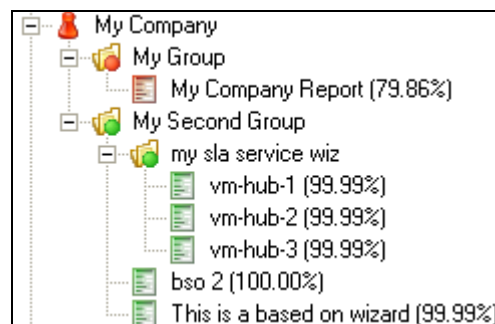 My Company
My Group
My Company Report (79.86%)
My Second Group
my sla service wiz
vm-hub-1 (99.99%)
vm-hub-2 (99.99%)
vm-hub-3 (99.99%)
bso 2 (100.00%)
This is a based on wizard (99.99%)